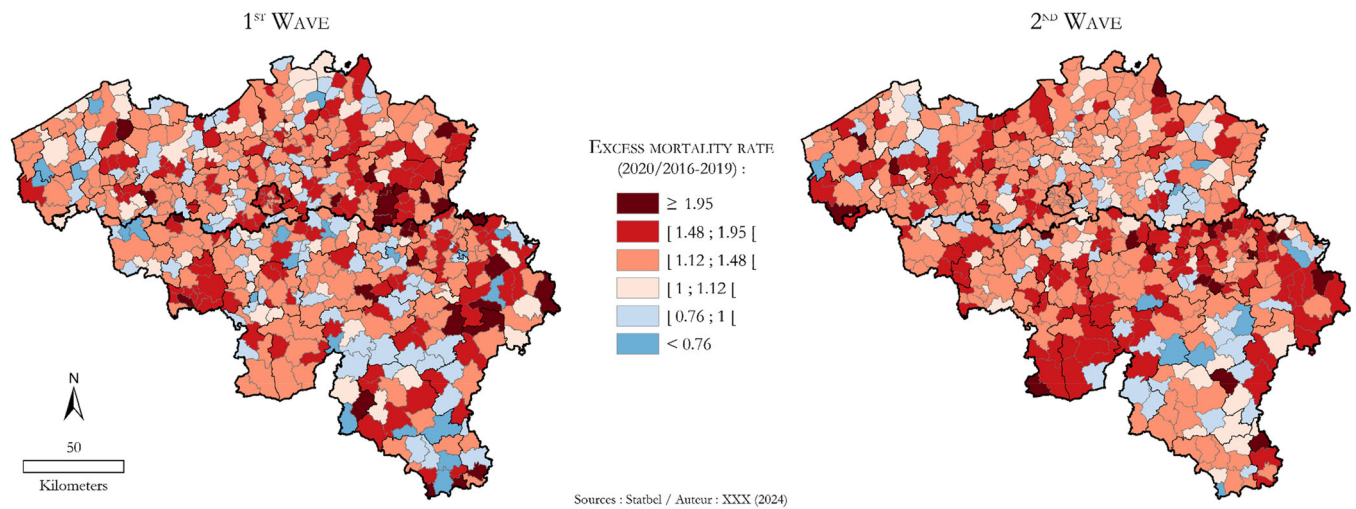 1ST WAVE
2ND WAVE
EXCESS MORTALITY RATE
(2020/2016-2019) :
≥ 1.95
[ 1.48 ; 1.95 [
[ 1.12 ; 1.48 [
[ 1 ; 1.12 [
[ 0.76 ; 1 [
< 0.76
N
50
Kilometers
Sources : Statbel / Auteur : XXX (2024)